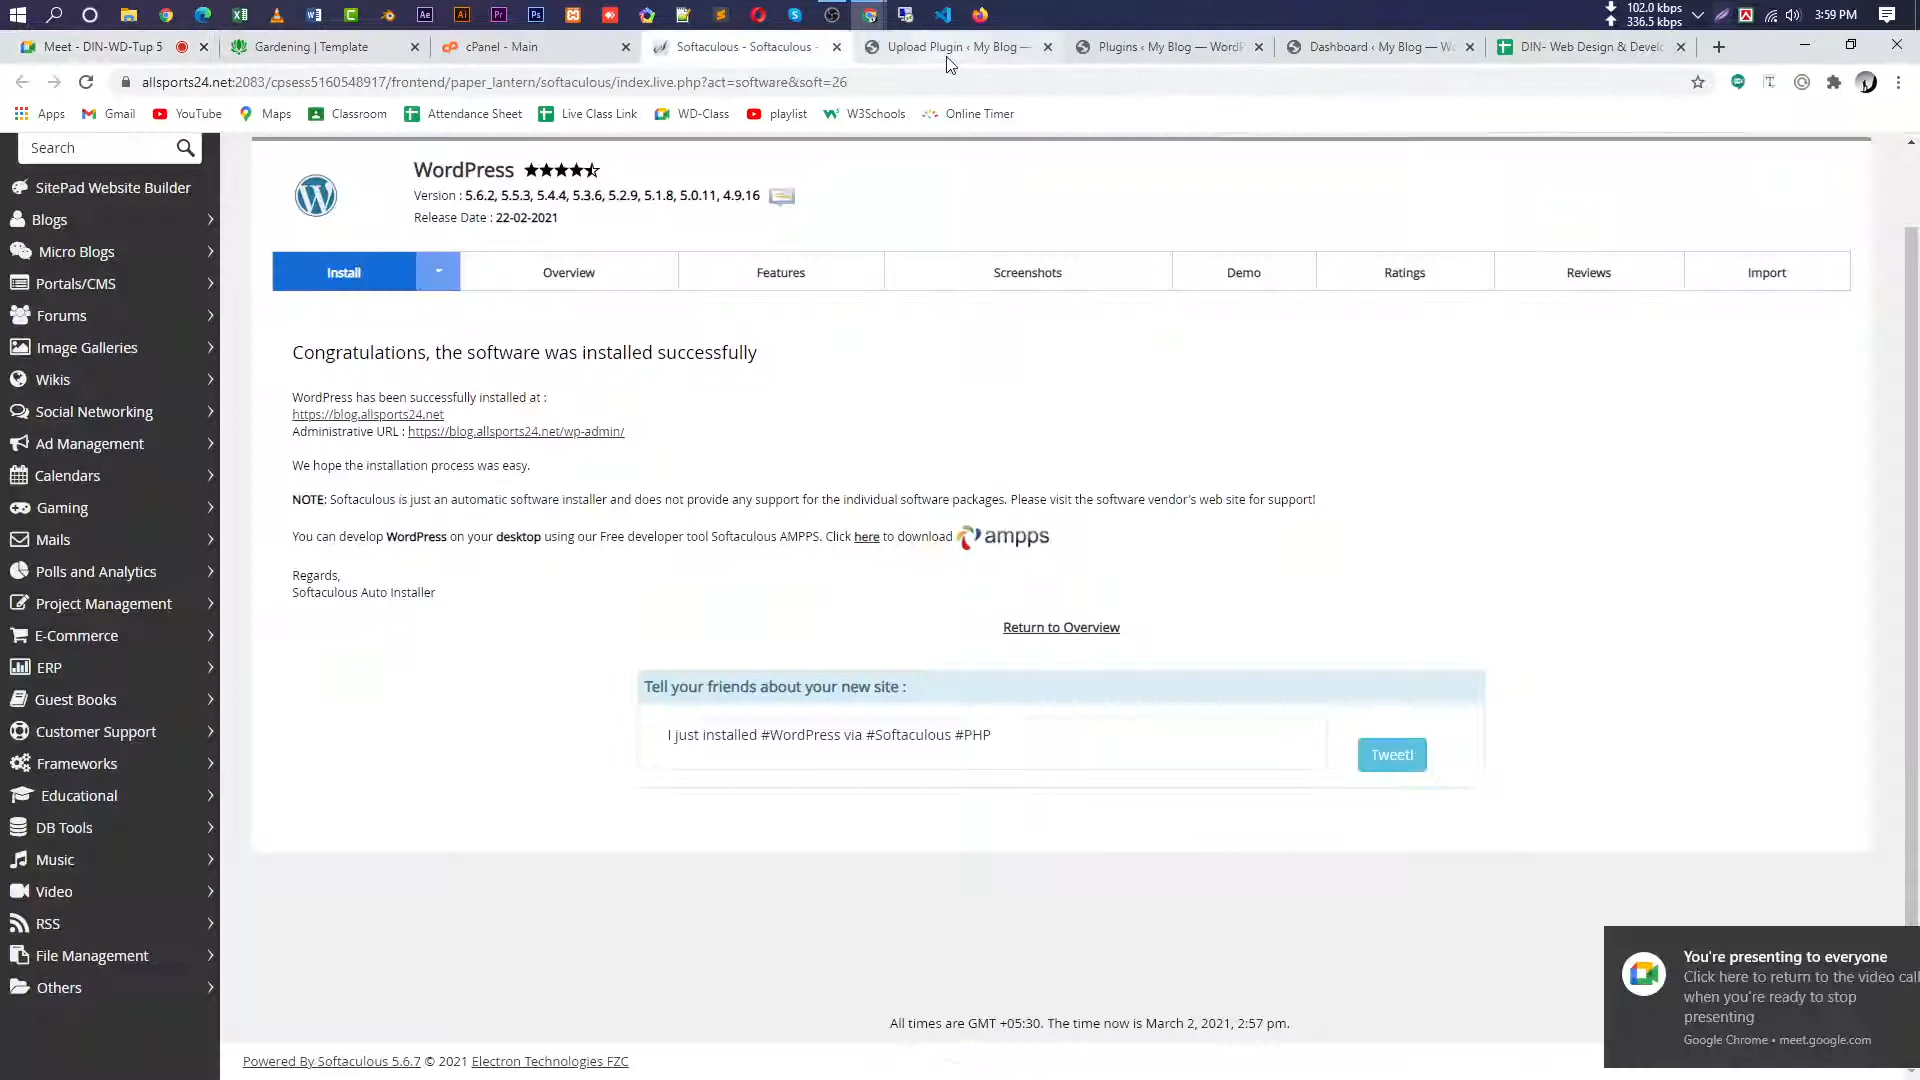 102.0 kbps
336.5 kbps
3:59 PM
Meet - DIN-WD-Tup 5
Gardening | Template
cPanel - Main
Softaculous - Softaculous -
Upload Plugin ‹ My Blog —
Plugins ‹ My Blog — WordP
Dashboard ‹ My Blog — Wo
DIN- Web Design & Develo
allsports24.net:2083/cpsess5160548917/frontend/paper_lantern/softaculous/index.live.php?act=software&soft=26
Apps
Gmail
YouTube
Maps
Classroom
Attendance Sheet
Live Class Link
WD-Class
playlist
W3Schools
Online Timer
Search
SitePad Website Builder
Blogs
Micro Blogs
Portals/CMS
Forums
Image Galleries
Wikis
Social Networking
Ad Management
Calendars
Gaming
Mails
Polls and Analytics
Project Management
E-Commerce
ERP
Guest Books
Customer Support
Frameworks
Educational
DB Tools
Music
Video
RSS
File Management
Others
WordPress
Version : 5.6.2, 5.5.3, 5.4.4, 5.3.6, 5.2.9, 5.1.8, 5.0.11, 4.9.16
Release Date : 22-02-2021
Install
Overview
Features
Screenshots
Demo
Ratings
Reviews
Import
Congratulations, the software was installed successfully
WordPress has been successfully installed at :
https://blog.allsports24.net
Administrative URL : https://blog.allsports24.net/wp-admin/
We hope the installation process was easy.
NOTE: Softaculous is just an automatic software installer and does not provide any support for the individual software packages. Please visit the software vendor's web site for support!
You can develop WordPress on your desktop using our Free developer tool Softaculous AMPPS. Click here to download ampps
Regards,
Softaculous Auto Installer
Return to Overview
Tell your friends about your new site :
I just installed #WordPress via #Softaculous #PHP
Tweet!
All times are GMT +05:30. The time now is March 2, 2021, 2:57 pm.
Powered By Softaculous 5.6.7 © 2021 Electron Technologies FZC
You're presenting to everyone
Click here to return to the video call
when you're ready to stop
presenting
Google Chrome • meet.google.com